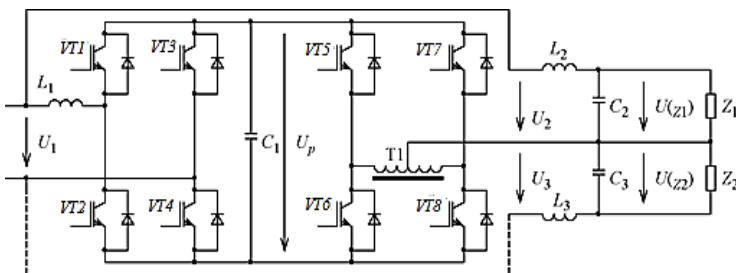 VT1
VT3
VT5
VT7
L₁
L₂
U₁
C₁
Uₚ
T1
U₂
C₂
U(Z1)
Z₁
VT2
VT4
VT6
VT8
U₃
C₃
U(Z2)
Z₂
L₃